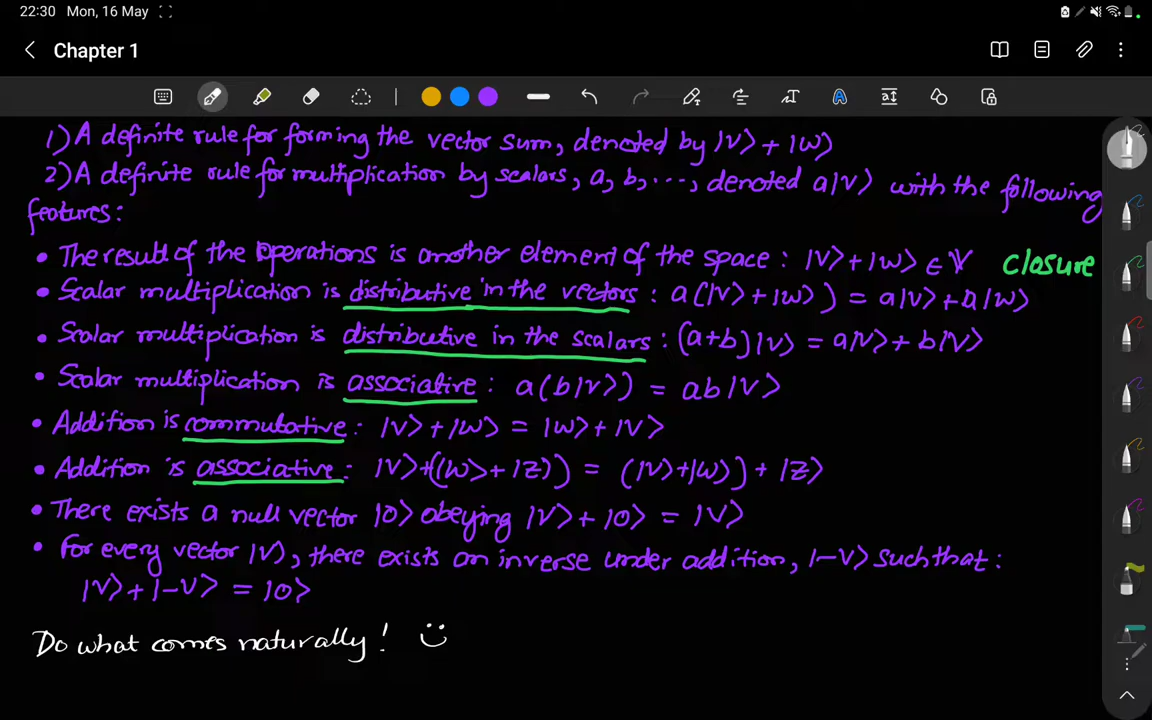 22:30 Mon, 16 May
Chapter 1
1) A definite rule for forming the vector sum, denoted by |V⟩ + |W⟩
2) A definite rule for multiplication by scalars, a, b, ..., denoted a|V⟩ with the following
features:
• The result of the operations is another element of the space : |V⟩ + |W⟩ ∈ 𝕍 closure
• Scalar multiplication is distributive in the vectors : a(|V⟩ + |W⟩) = a|V⟩ + a|W⟩
• Scalar multiplication is distributive in the scalars : (a+b)|V⟩ = a|V⟩ + b|V⟩
• Scalar multiplication is associative : a(b|V⟩) = ab|V⟩
• Addition is commutative : |V⟩ + |W⟩ = |W⟩ + |V⟩
• Addition is associative : |V⟩+(|W⟩ + |Z⟩) = (|V⟩+|W⟩) + |Z⟩
• There exists a null vector |0⟩ obeying |V⟩ + |0⟩ = |V⟩
• For every vector |V⟩, there exists an inverse under addition, |-V⟩ such that :
|V⟩ + |-V⟩ = |0⟩
Do what comes naturally! :)